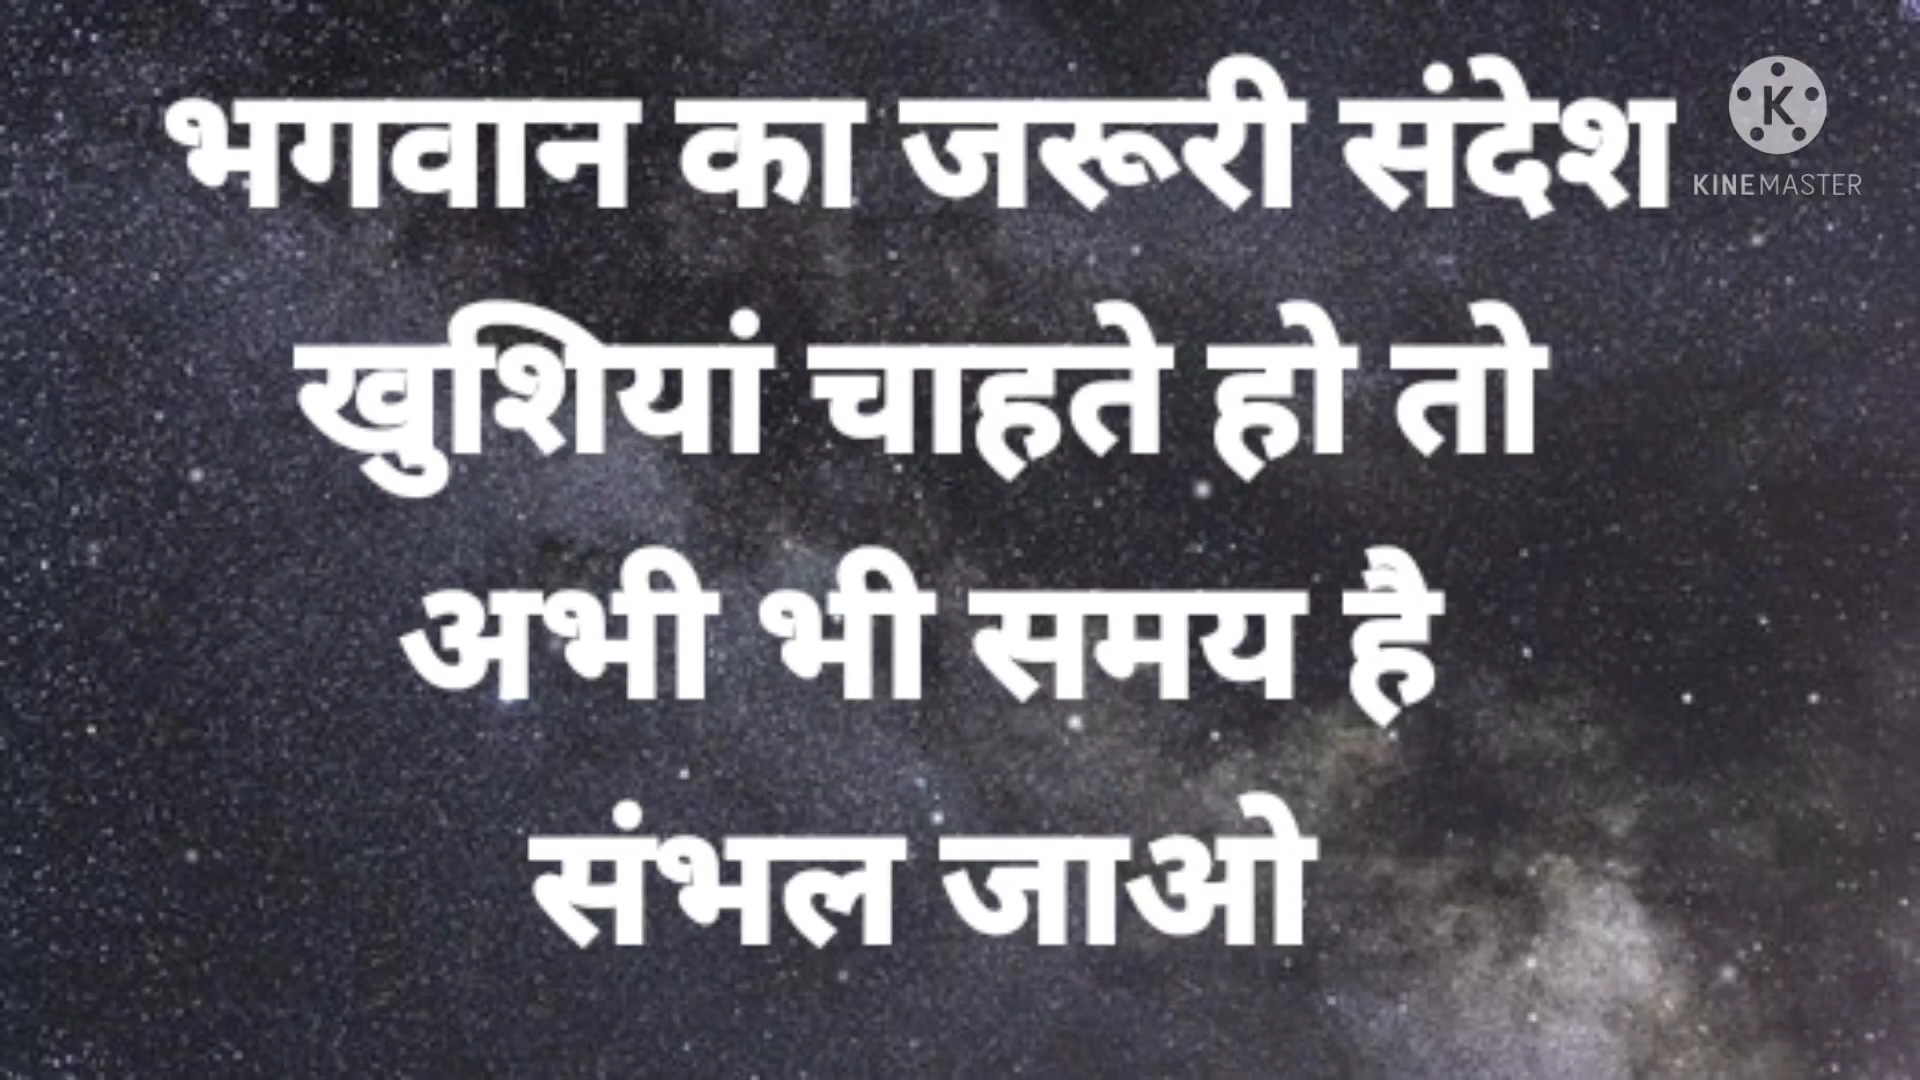 भगवान का जरूरी संदेश
खुशियां चाहते हो तो
अभी भी समय है
संभल जाओ
K
KINEMASTER